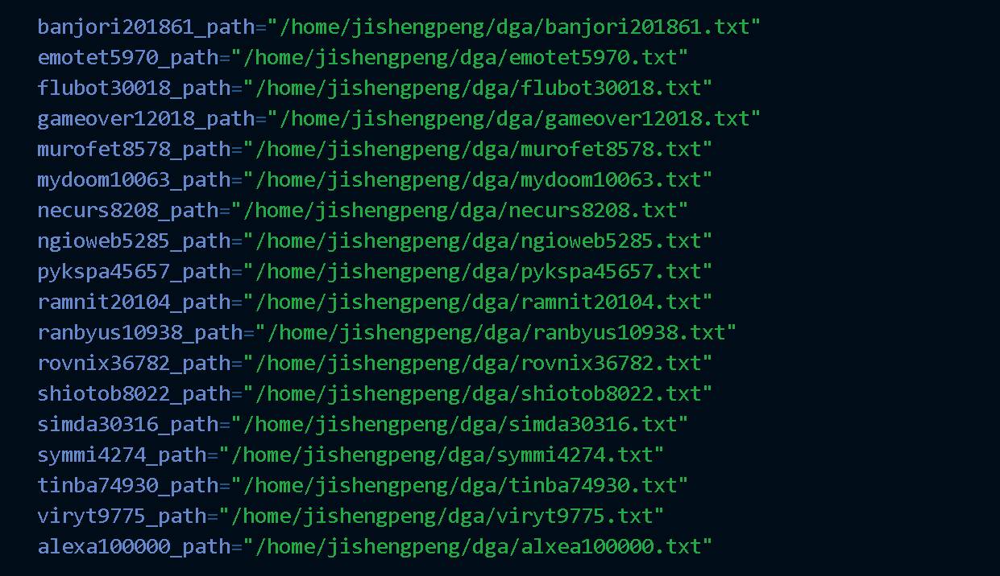 banjori201861_path="/home/jishengpeng/dga/banjori201861.txt"
emotet5970_path="/home/jishengpeng/dga/emotet5970.txt"
flubot30018_path="/home/jishengpeng/dga/flubot30018.txt"
gameover12018_path="/home/jishengpeng/dga/gameover12018.txt"
murofet8578_path="/home/jishengpeng/dga/murofet8578.txt"
mydoom10063_path="/home/jishengpeng/dga/mydoom10063.txt"
necurs8208_path="/home/jishengpeng/dga/necurs8208.txt"
ngioweb5285_path="/home/jishengpeng/dga/ngioweb5285.txt"
pykspa45657_path="/home/jishengpeng/dga/pykspa45657.txt"
ramnit20104_path="/home/jishengpeng/dga/ramnit20104.txt"
ranbyus10938_path="/home/jishengpeng/dga/ranbyus10938.txt"
rovnix36782_path="/home/jishengpeng/dga/rovnix36782.txt"
shiotob8022_path="/home/jishengpeng/dga/shiotob8022.txt"
simda30316_path="/home/jishengpeng/dga/simda30316.txt"
symmi4274_path="/home/jishengpeng/dga/symmi4274.txt"
tinba74930_path="/home/jishengpeng/dga/tinba74930.txt"
viryt9775_path="/home/jishengpeng/dga/viryt9775.txt"
alexa100000_path="/home/jishengpeng/dga/alxea100000.txt"